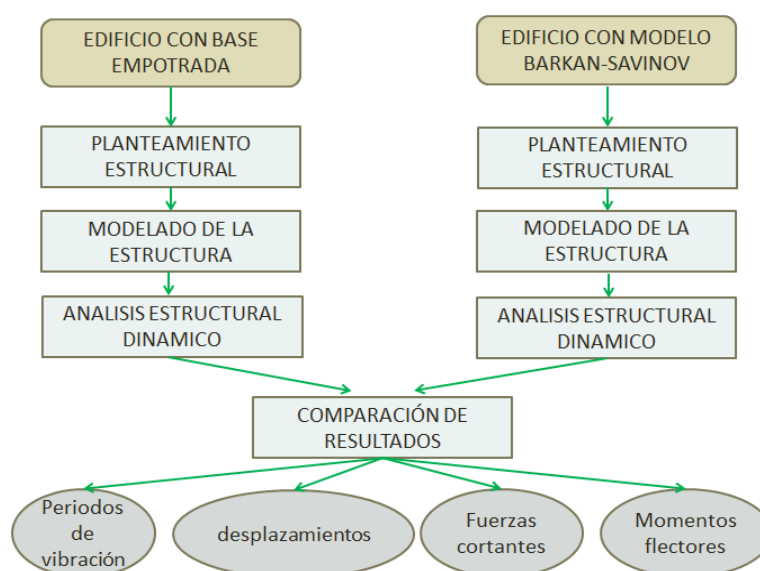 EDIFICIO CON BASE
EMPOTRADA
EDIFICIO CON MODELO
BARKAN-SAVINOV
PLANTEAMIENTO
ESTRUCTURAL
PLANTEAMIENTO
ESTRUCTURAL
MODELADO DE LA
ESTRUCTURA
MODELADO DE LA
ESTRUCTURA
ANALISIS ESTRUCTURAL
DINAMICO
ANALISIS ESTRUCTURAL
DINAMICO
COMPARACIÓN DE
RESULTADOS
Periodos
de
vibración
desplazamientos
Fuerzas
cortantes
Momentos
flectores